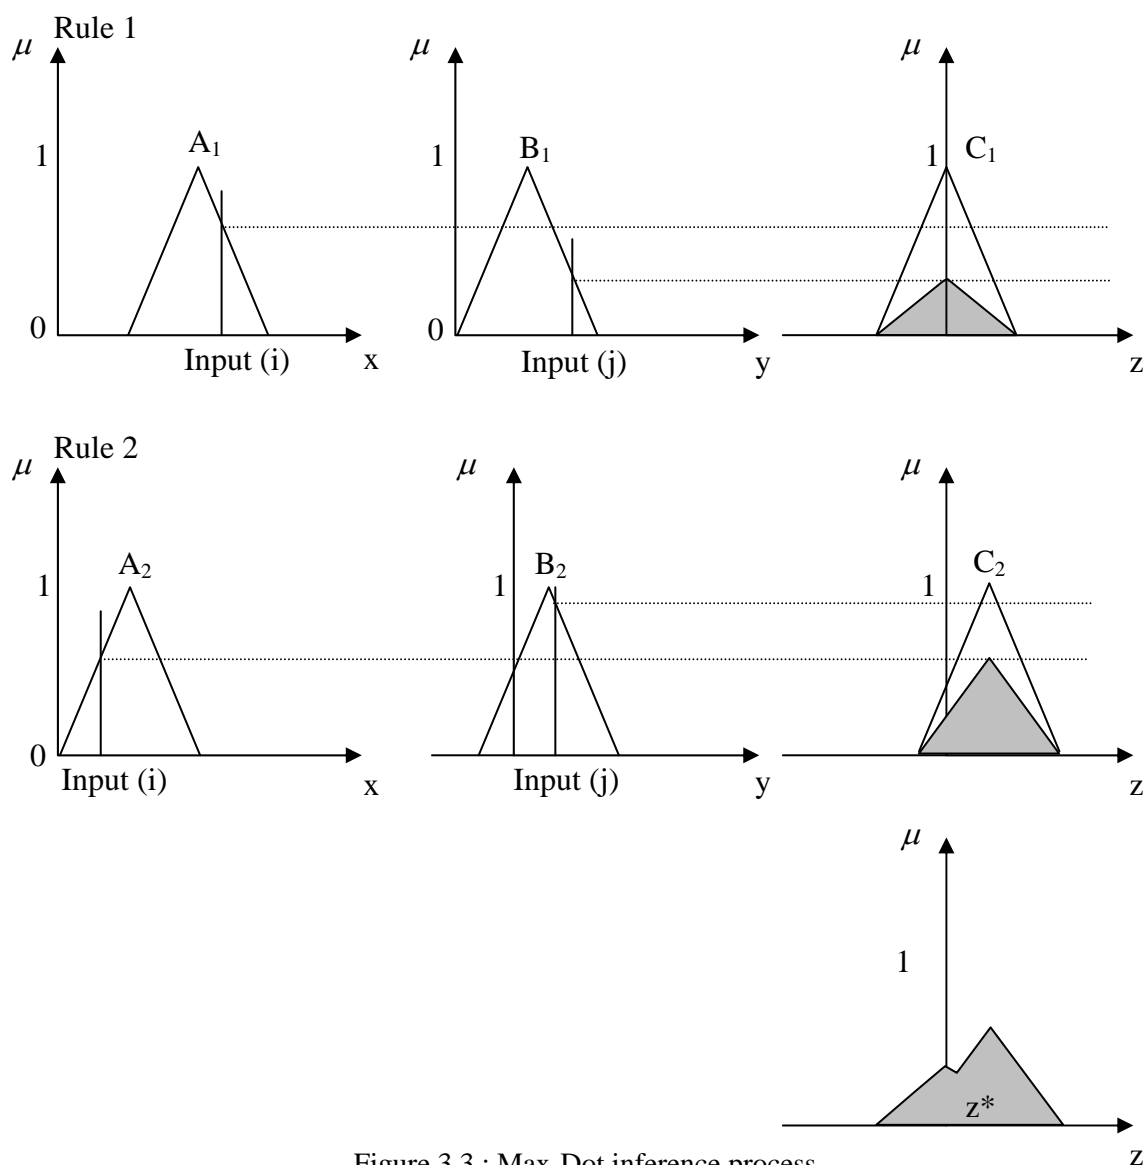 Rule 1
μ μ μ
A₁ B₁ C₁
1 1 1
0 0
Input (i) x Input (j) y z
Rule 2
μ μ μ
A₂ B₂ C₂
1 1 1
0
Input (i) x Input (j) y z
μ
1
z*
z
Figure 3.3 : Max-Dot inference process